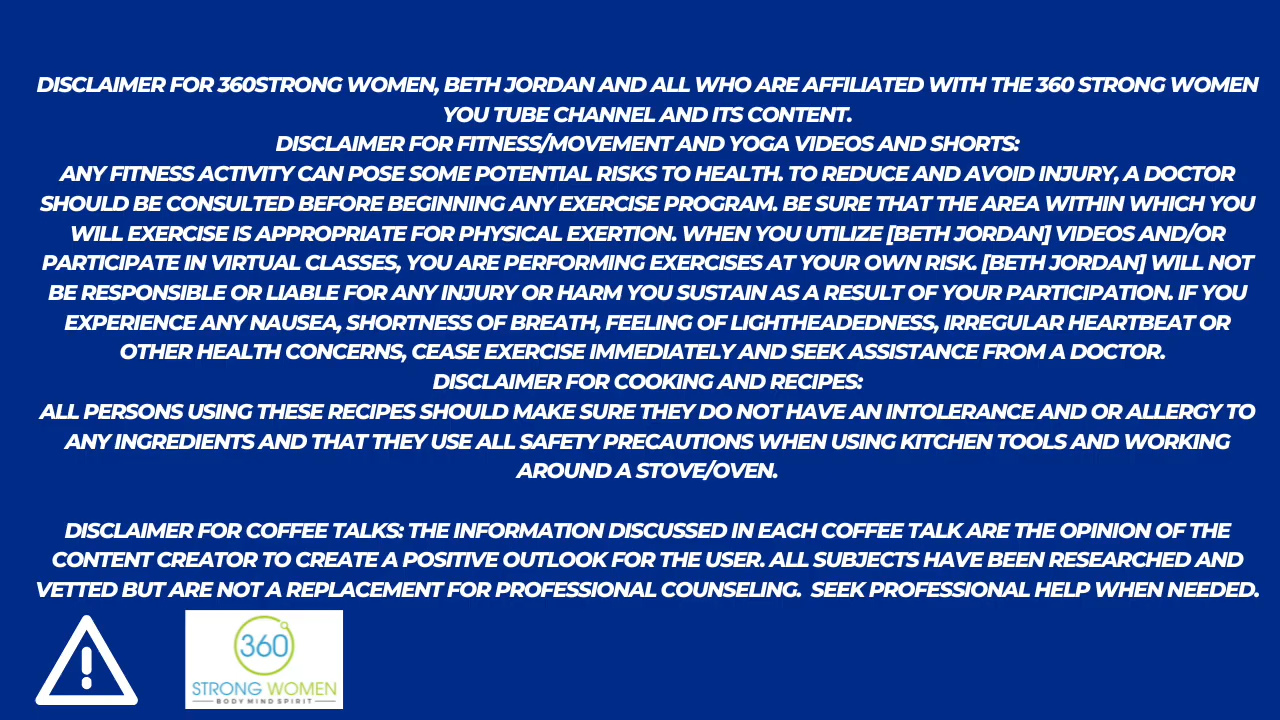 DISCLAIMER FOR 360STRONG WOMEN, BETH JORDAN AND ALL WHO ARE AFFILIATED WITH THE 360 STRONG WOMEN
YOU TUBE CHANNEL AND ITS CONTENT.
DISCLAIMER FOR FITNESS/MOVEMENT AND YOGA VIDEOS AND SHORTS:
ANY FITNESS ACTIVITY CAN POSE SOME POTENTIAL RISKS TO HEALTH. TO REDUCE AND AVOID INJURY, A DOCTOR
SHOULD BE CONSULTED BEFORE BEGINNING ANY EXERCISE PROGRAM. BE SURE THAT THE AREA WITHIN WHICH YOU
WILL EXERCISE IS APPROPRIATE FOR PHYSICAL EXERTION. WHEN YOU UTILIZE [BETH JORDAN] VIDEOS AND/OR
PARTICIPATE IN VIRTUAL CLASSES, YOU ARE PERFORMING EXERCISES AT YOUR OWN RISK. [BETH JORDAN] WILL NOT
BE RESPONSIBLE OR LIABLE FOR ANY INJURY OR HARM YOU SUSTAIN AS A RESULT OF YOUR PARTICIPATION. IF YOU
EXPERIENCE ANY NAUSEA, SHORTNESS OF BREATH, FEELING OF LIGHTHEADEDNESS, IRREGULAR HEARTBEAT OR
OTHER HEALTH CONCERNS, CEASE EXERCISE IMMEDIATELY AND SEEK ASSISTANCE FROM A DOCTOR.
DISCLAIMER FOR COOKING AND RECIPES:
ALL PERSONS USING THESE RECIPES SHOULD MAKE SURE THEY DO NOT HAVE AN INTOLERANCE AND OR ALLERGY TO
ANY INGREDIENTS AND THAT THEY USE ALL SAFETY PRECAUTIONS WHEN USING KITCHEN TOOLS AND WORKING
AROUND A STOVE/OVEN.
DISCLAIMER FOR COFFEE TALKS: THE INFORMATION DISCUSSED IN EACH COFFEE TALK ARE THE OPINION OF THE
CONTENT CREATOR TO CREATE A POSITIVE OUTLOOK FOR THE USER. ALL SUBJECTS HAVE BEEN RESEARCHED AND
VETTED BUT ARE NOT A REPLACEMENT FOR PROFESSIONAL COUNSELING.  SEEK PROFESSIONAL HELP WHEN NEEDED.
360
STRONG WOMEN
BODY MIND SPIRIT